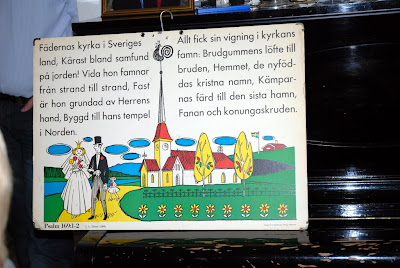 Fädernas kyrka i Sveriges
land, Kärast bland samfund
på jorden! Vida hon famnar
från strand till strand, Fast
är hon grundad av Herrens
hand, Byggd till hans tempel
i Norden.
Allt fick sin vigning i kyrkans
famn: Brudgummens löfte till
bruden, Hemmet, de nyföd-
das kristna namn, Kämpar-
nas färd till den sista hamn,
Fanan och konungaskruden.
Psalm 169:1-2